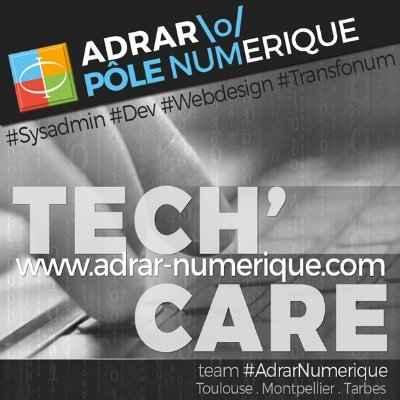 ADRAR\o/
PÔLE NUMERIQUE
#Sysadmin #Dev #Webdesign #Transfonum
TECH'
www.adrar-numerique.com
CARE
team #AdrarNumerique
Toulouse . Montpellier . Tarbes